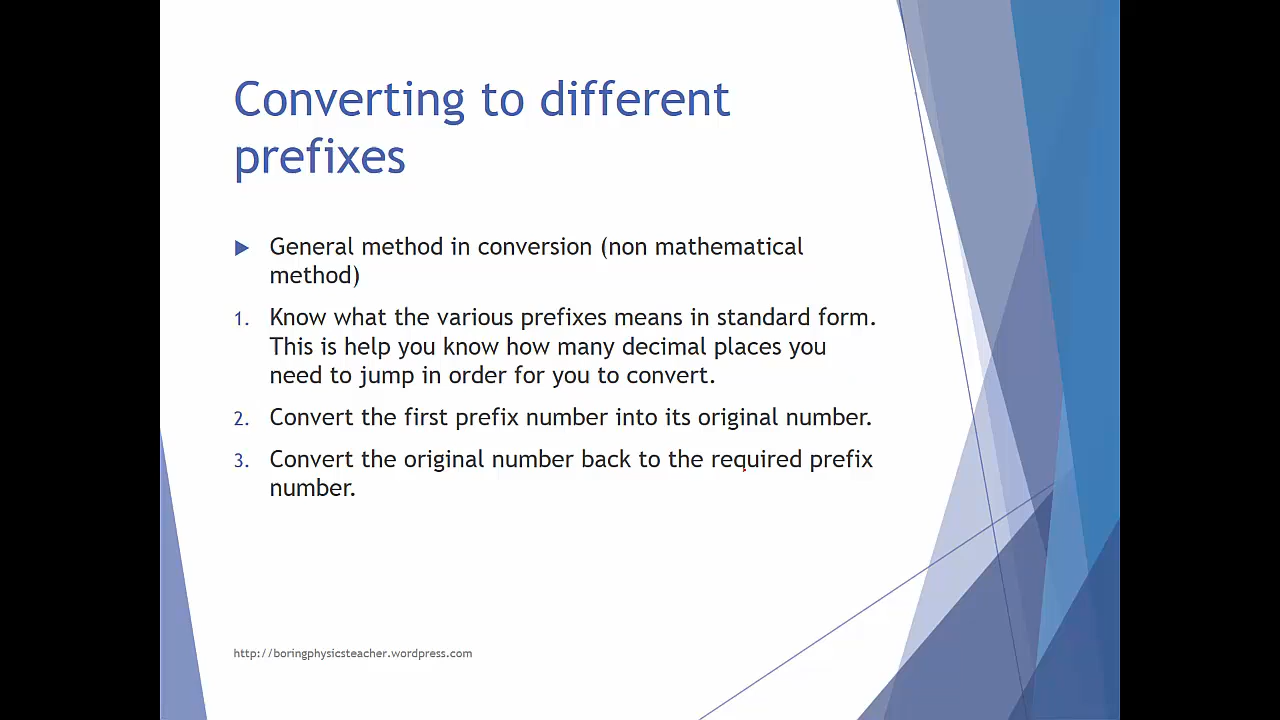 Converting to different
prefixes
General method in conversion (non mathematical
method)
1. Know what the various prefixes means in standard form.
This is help you know how many decimal places you
need to jump in order for you to convert.
2. Convert the first prefix number into its original number.
3. Convert the original number back to the required prefix
number.
http://boringphysicsteacher.wordpress.com